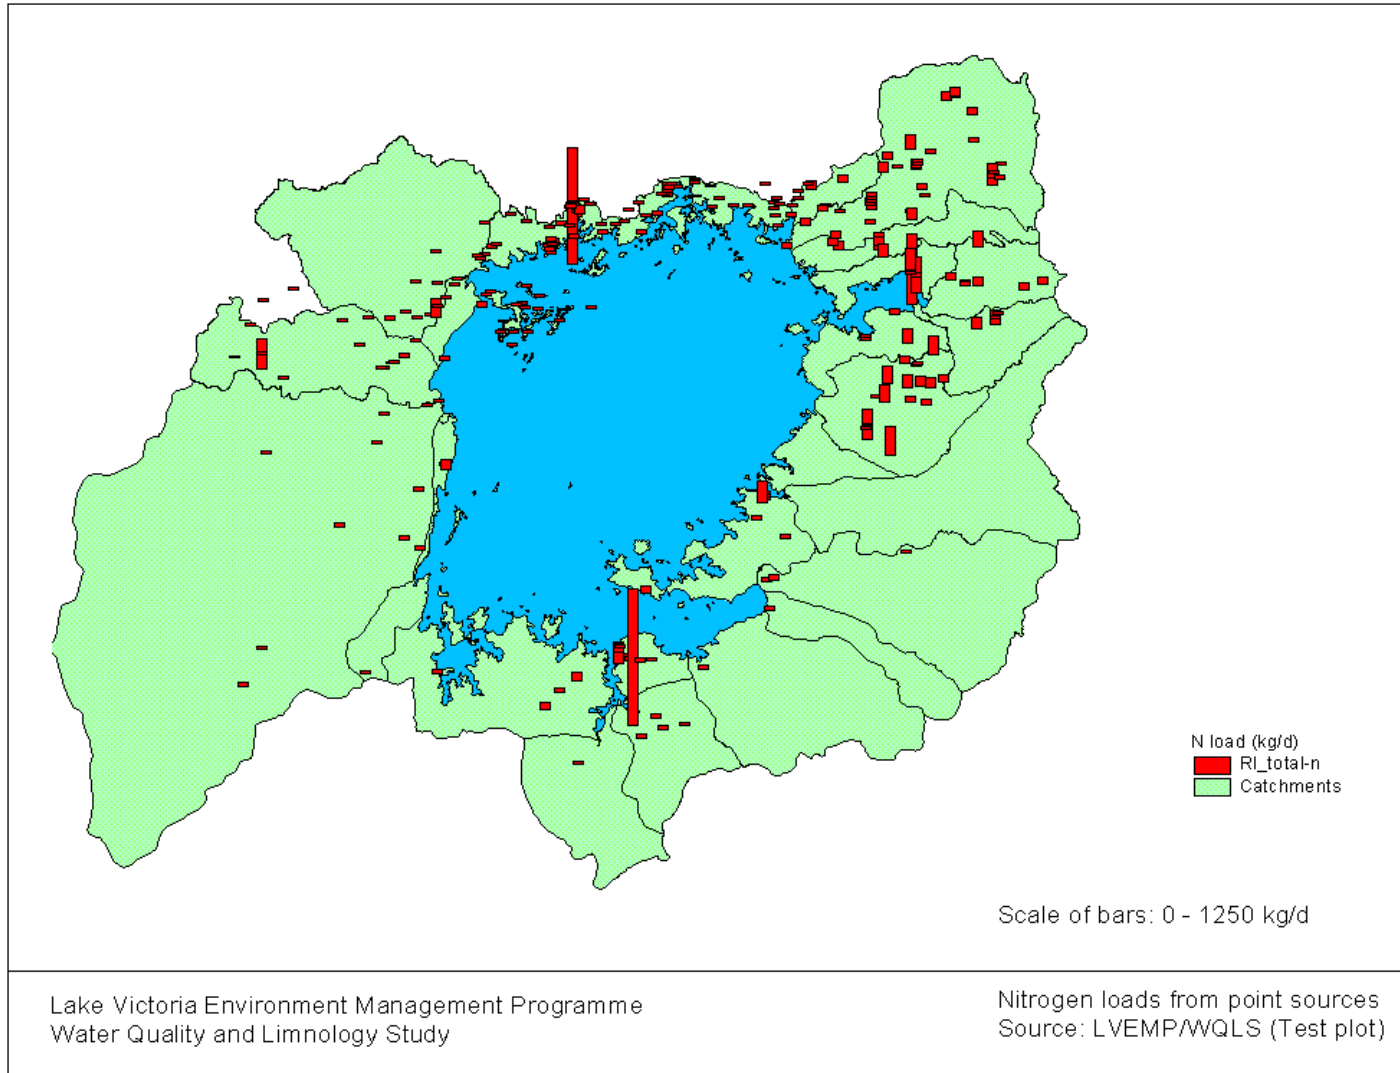 N load (kg/d)
RI_total-n
Catchments
Scale of bars: 0 - 1250 kg/d
Lake Victoria Environment Management Programme
Water Quality and Limnology Study
Nitrogen loads from point sources
Source: LVEMP/WQLS (Test plot)